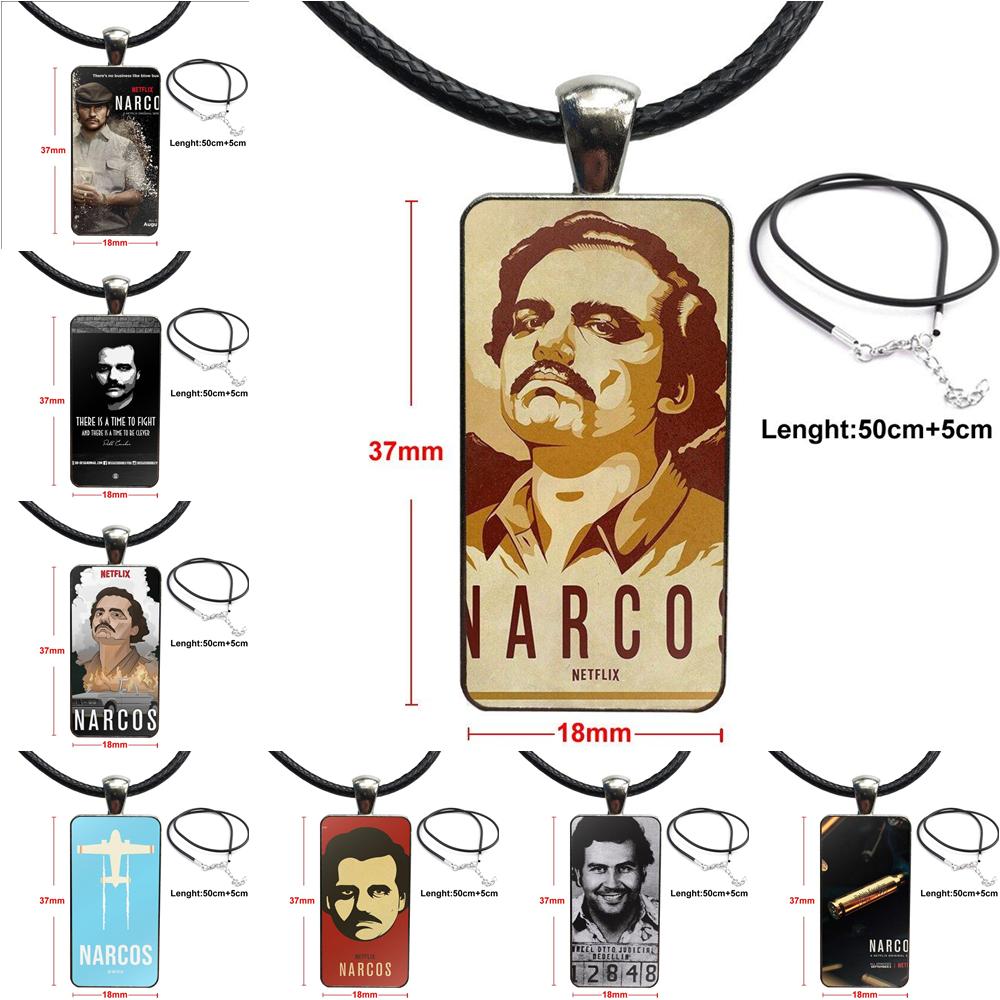 There's no business like blow bus
NETFLIX
NARCO
37mm
Lenght:50cm+5cm
18mm
THERE IS A TIME TO FIGHT
AND THERE IS A TIME TO BE CLEVER
37mm
Lenght:50cm+5cm
18mm
NETFLIX
NARCOS
37mm
Lenght:50cm+5cm
18mm
NARCOS
NETFLIX
37mm
Lenght:50cm+5cm
18mm
NARCOS
37mm
Lenght:50cm+5cm
18mm
NETFLIX
NARCOS
37mm
Lenght:50cm+5cm
18mm
CARCEL DTTO JUDICIAL
MEDELLIN
12848
37mm
Lenght:50cm+5cm
18mm
NARCO
A NETFLIX ORIGINAL
NETF
37mm
Lenght:50cm+5cm
18mm